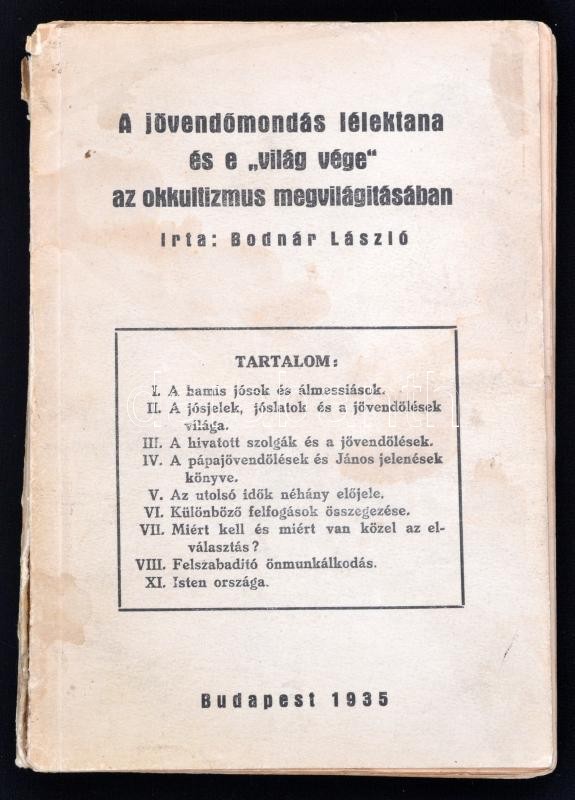 A jövendőmondás lélektana
és e „világ vége"
az okkultizmus megvilágitásában
Irta: Bodnár László
TARTALOM:
I. A hamis jósok és álmessiások.
II. A jósjelek, jóslatok és a jövendölések
világa.
III. A hivatott szolgák és a jövendölések.
IV. A pápajövendölések és János jelenések
könyve.
V. Az utolsó idők néhány előjele.
VI. Különböző felfogások összegezése.
VII. Miért kell és miért van közel az el-
választás?
VIII. Felszabaditó önmunkálkodás.
XI. Isten országa.
Budapest 1935